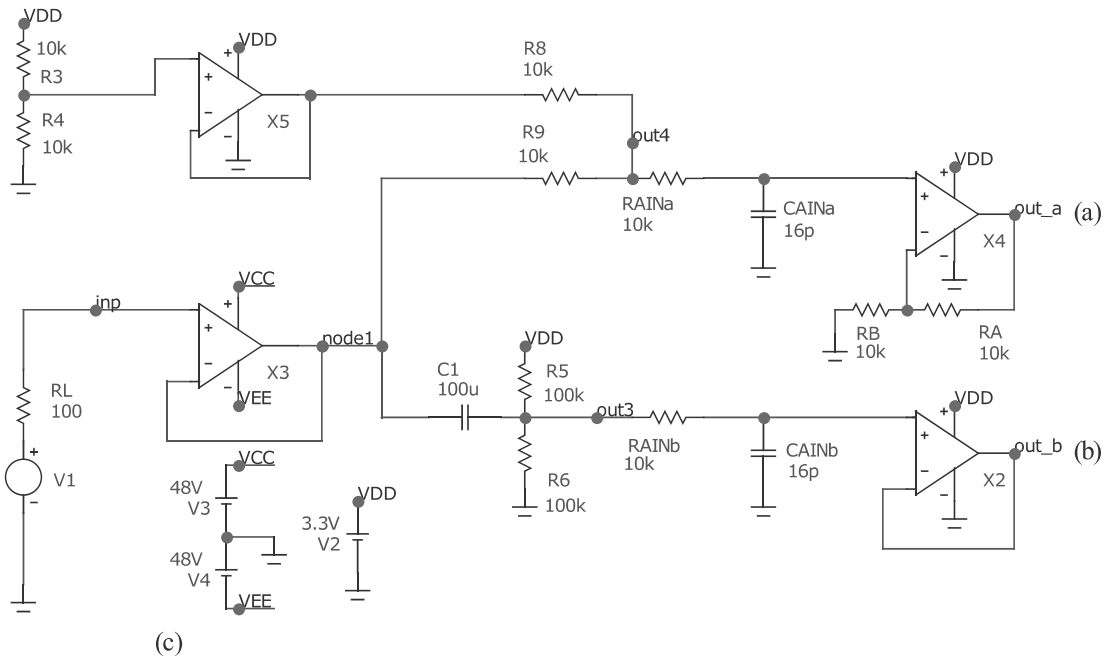 VDD
10k
R3
R4
10k
+
VDD
+
−
−
X5
R8
10k
out4
R9
10k
RAINa
10k
CAINa
16p
+
VDD
+
−
−
X4
out_a
(a)
RB
10k
RA
10k
inp
RL
100
+
V1
−
+
VCC
+
−
−
X3
VEE
node1
C1
100u
VDD
R5
100k
out3
R6
100k
RAINb
10k
CAINb
16p
+
VDD
+
−
−
X2
out_b
(b)
VCC
48V
V3
48V
V4
VEE
VDD
3.3V
V2
(c)